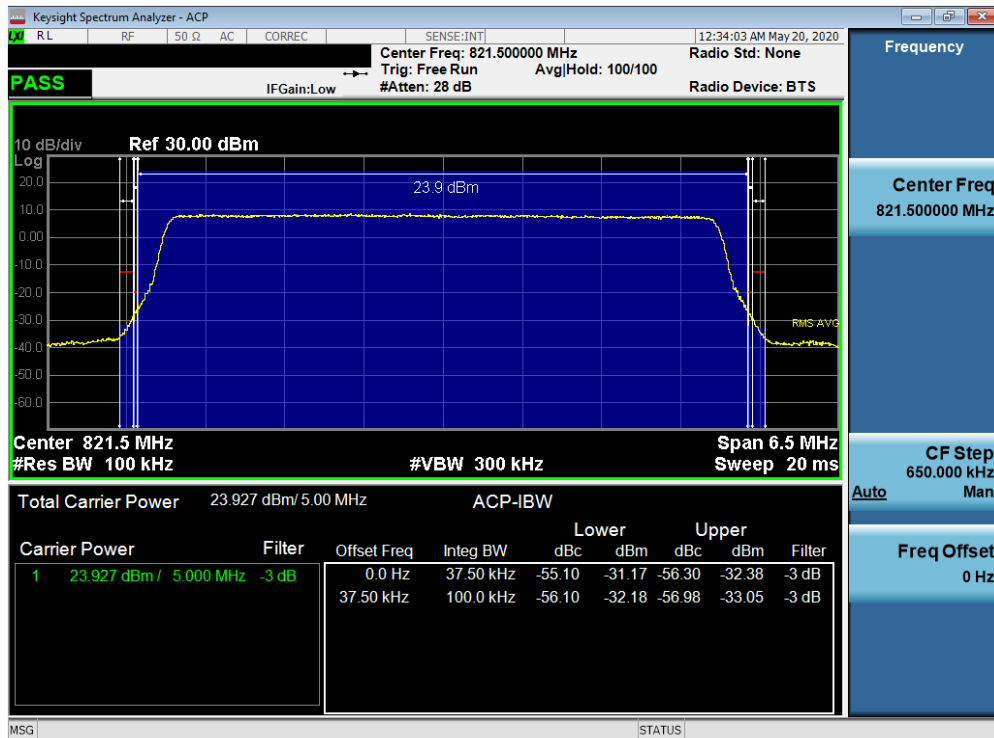 Keysight Spectrum Analyzer - ACP
LXI RL RF 50 Ω AC CORREC SENSE:INT 12:34:03 AM May 20, 2020
Center Freq: 821.500000 MHz Radio Std: None
Trig: Free Run Avg|Hold: 100/100
PASS IFGain:Low #Atten: 28 dB Radio Device: BTS
10 dB/div Ref 30.00 dBm
Log
20.0
23.9 dBm
10.0
0.00
-10.0
-20.0
-30.0
RMS AVG
-40.0
-50.0
-60.0
Center 821.5 MHz Span 6.5 MHz
#Res BW 100 kHz #VBW 300 kHz Sweep 20 ms
Total Carrier Power 23.927 dBm/ 5.00 MHz ACP-IBW
Lower Upper
Carrier Power Filter Offset Freq Integ BW dBc dBm dBc dBm Filter
1 23.927 dBm / 5.000 MHz -3 dB 0.0 Hz 37.50 kHz -55.10 -31.17 -56.30 -32.38 -3 dB
37.50 kHz 100.0 kHz -56.10 -32.18 -56.98 -33.05 -3 dB
Frequency
Center Freq
821.500000 MHz
CF Step
650.000 kHz
Auto Man
Freq Offset
0 Hz
MSG STATUS